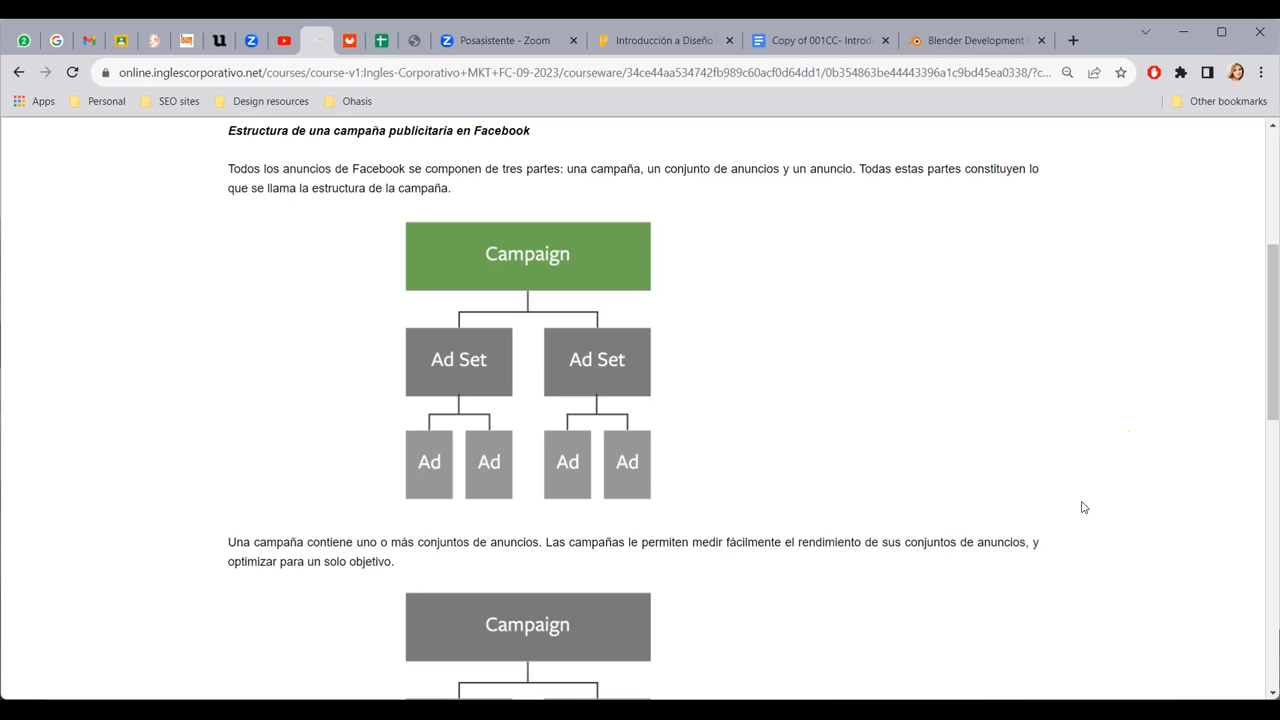 Posasistente - Zoom
Introducción a Diseño
Copy of 001CC- Introd
Blender Development
online.inglescorporativo.net/courses/course-v1:Ingles-Corporativo+MKT+FC-09-2023/courseware/34ce44aa534742fb989c60acf0d64dd1/0b354863be44443396a1c9bd45ea0338/?c...
Apps Personal SEO sites Design resources Ohasis Other bookmarks
Estructura de una campaña publicitaria en Facebook
Todos los anuncios de Facebook se componen de tres partes: una campaña, un conjunto de anuncios y un anuncio. Todas estas partes constituyen lo
que se llama la estructura de la campaña.
Campaign
Ad Set Ad Set
Ad Ad Ad Ad
Una campaña contiene uno o más conjuntos de anuncios. Las campañas le permiten medir fácilmente el rendimiento de sus conjuntos de anuncios, y
optimizar para un solo objetivo.
Campaign